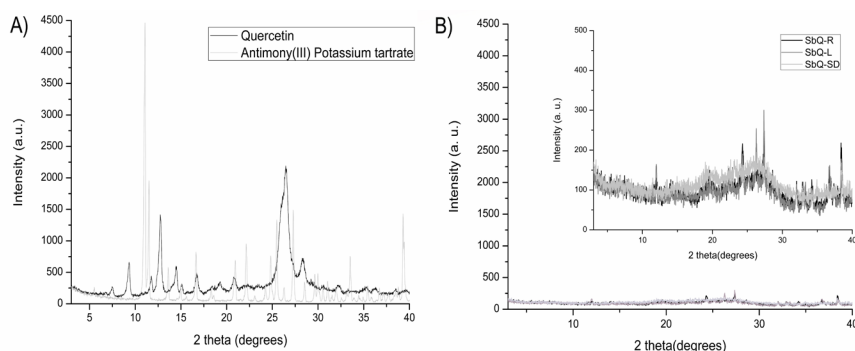 A)
Quercetin
Antimony(III) Potassium tartrate
4500
4000
3500
3000
2500
2000
1500
1000
500
0
Intensity (a.u.)
5 10 15 20 25 30 35 40
2 theta (degrees)
B)
4500
4000
3500
3000
2500
2000
1500
1000
500
0
Intensity (a. u.)
10 20 30 40
2 theta(degrees)
SbQ-R
SbQ-L
SbQ-SD
500
400
300
200
100
0
Intensity (a. u.)
10 20 30 40
2 theta(degrees)